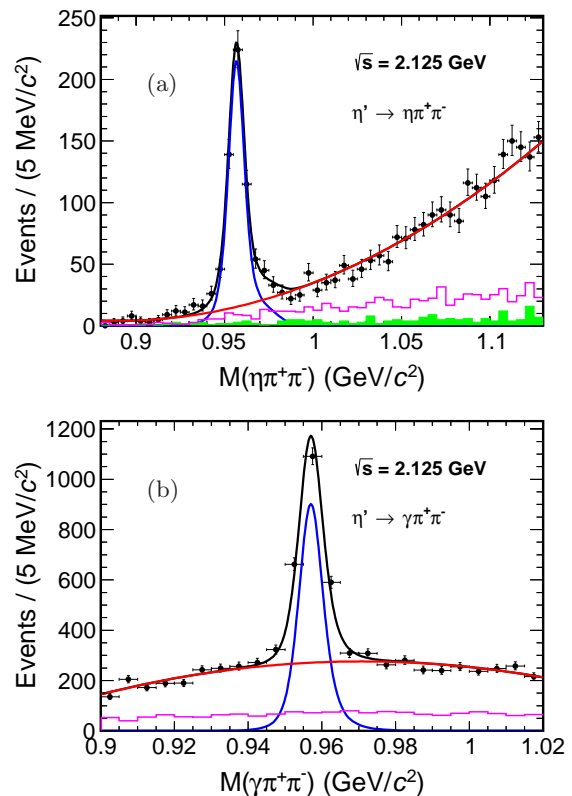 250
200
150
100
50
0
Events / (5 MeV/c²)
(a)
√s = 2.125 GeV
η' → ηπ⁺π⁻
0.9 0.95 1 1.05 1.1
M(ηπ⁺π⁻) (GeV/c²)
1200
1000
800
600
400
200
0
Events / (5 MeV/c²)
(b)
√s = 2.125 GeV
η' → γπ⁺π⁻
0.9 0.92 0.94 0.96 0.98 1 1.02
M(γπ⁺π⁻) (GeV/c²)